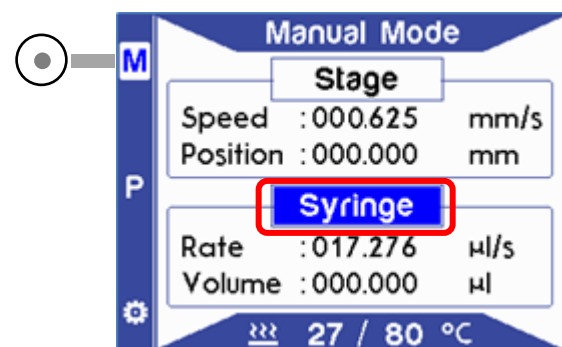 Manual Mode
M
Stage
Speed :000.625 mm/s
Position :000.000 mm
P
Syringe
Rate :017.276 µl/s
Volume :000.000 µl
27 / 80 °C